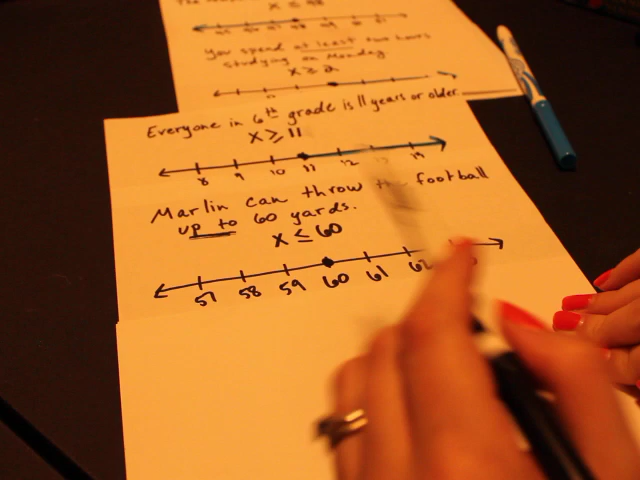 x ≤ 48
You spend at least two hours
studying on Monday.
x ≥ 2
Everyone in 6th grade is 11 years or older.
x ≥ 11
8 9 10 11 12 14
Marlin can throw the football
up to 60 yards.
x ≤ 60
57 58 59 60 61 62